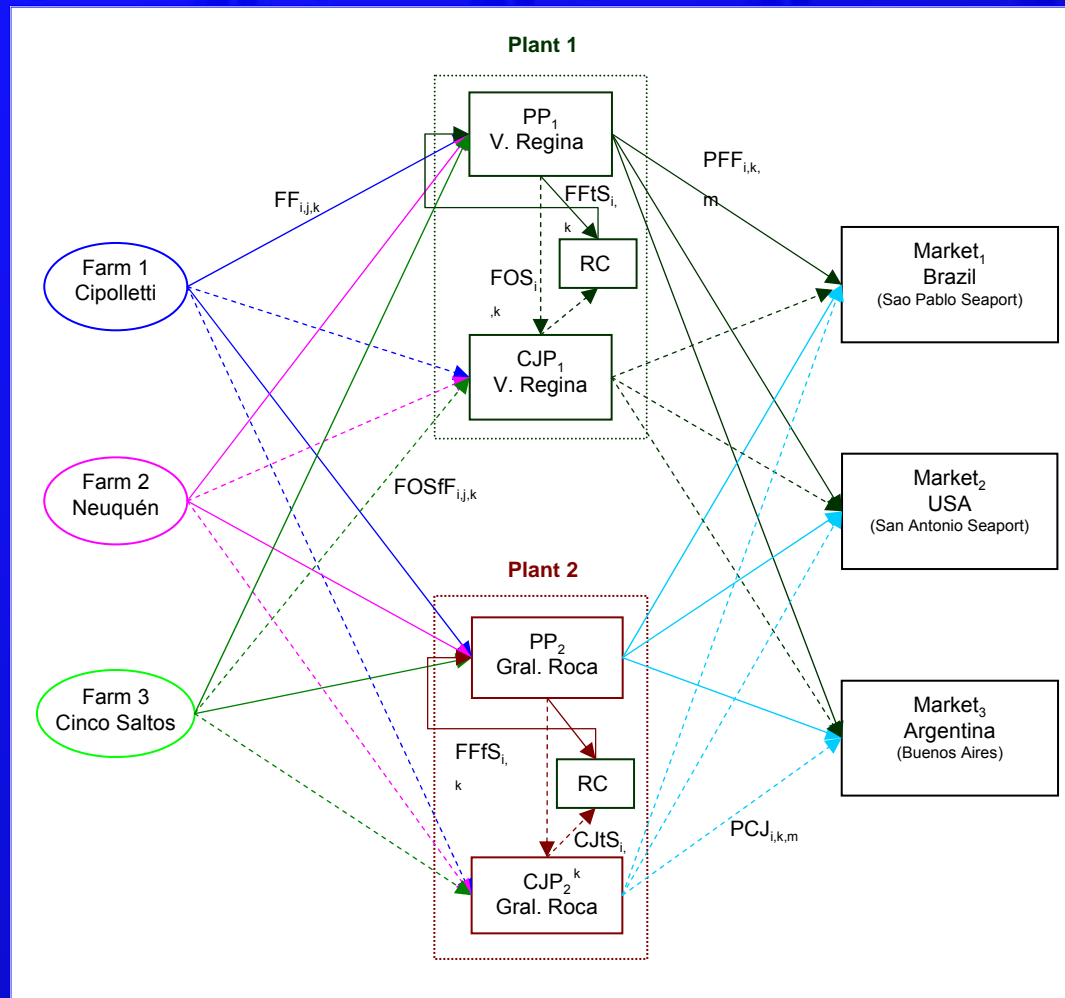 Plant 1
PP1
V. Regina
PFFi,k,
m
FFi,j,k
FFtSi,
k
Farm 1
Cipolletti
RC
FOSi
,k
Market1
Brazil
(Sao Pablo Seaport)
CJP1
V. Regina
Farm 2
Neuquén
FOSfFi,j,k
Market2
USA
(San Antonio Seaport)
Plant 2
PP2
Gral. Roca
Farm 3
Cinco Saltos
Market3
Argentina
(Buenos Aires)
FFfSi,
k
RC
CJtSi,
k
PCJi,k,m
CJP2
Gral. Roca